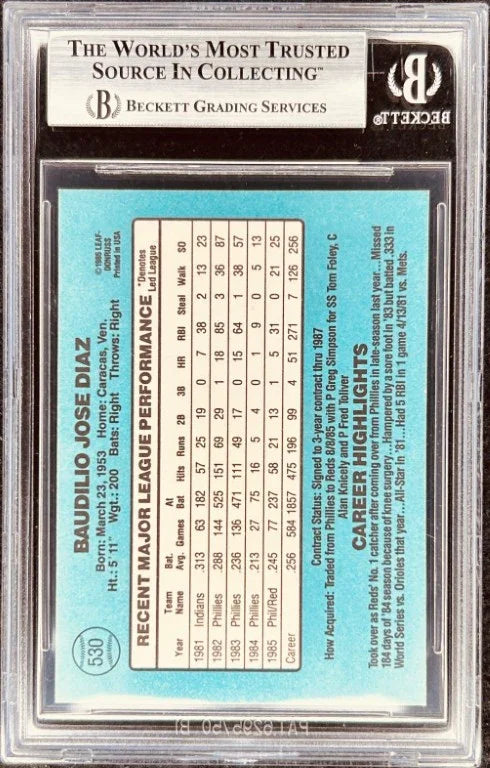 THE WORLD'S MOST TRUSTED
SOURCE IN COLLECTING™
BECKETT GRADING SERVICES
B
BECKETT
530
BAUDILIO JOSE DIAZ
© 1986 LEAF-
DONRUSS
Printed in USA
Born: March 23, 1953 Home: Caracas, Ven.
Ht.: 5' 11" Wgt.: 200 Bats: Right Throws: Right
RECENT MAJOR LEAGUE PERFORMANCE *Denotes Led League
Year Team Name Bat. Avg. Games At Bat Hits Runs 2B 3B HR RBI Steal Walk SO
1981 Indians .313 63 182 57 25 19 0 7 38 2 13 23
1982 Phillies .288 144 525 151 69 29 1 18 85 3 36 87
1983 Phillies .236 136 471 111 49 17 0 15 64 1 38 57
1984 Phillies .213 27 75 16 5 4 0 1 9 0 5 13
1985 Phil/Red .245 77 237 58 21 13 1 5 31 0 21 25
Career .256 584 1857 475 196 99 4 51 271 7 126 256
Contract Status: Signed to 3-year contract thru 1987
How Acquired: Traded from Phillies to Reds 8/8/85 with P Greg Simpson for SS Tom Foley, C
Alan Knicely and P Fred Toliver
CAREER HIGHLIGHTS
Took over as Reds' No. 1 catcher after coming over from Phillies in late-season last year...Missed
184 days of '84 season because of knee surgery...Hampered by a sore foot in '83 but batted .333 in
World Series vs. Orioles that year...All-Star in '81...Had 5 RBI in 1 game 4/13/81 vs. Mets.